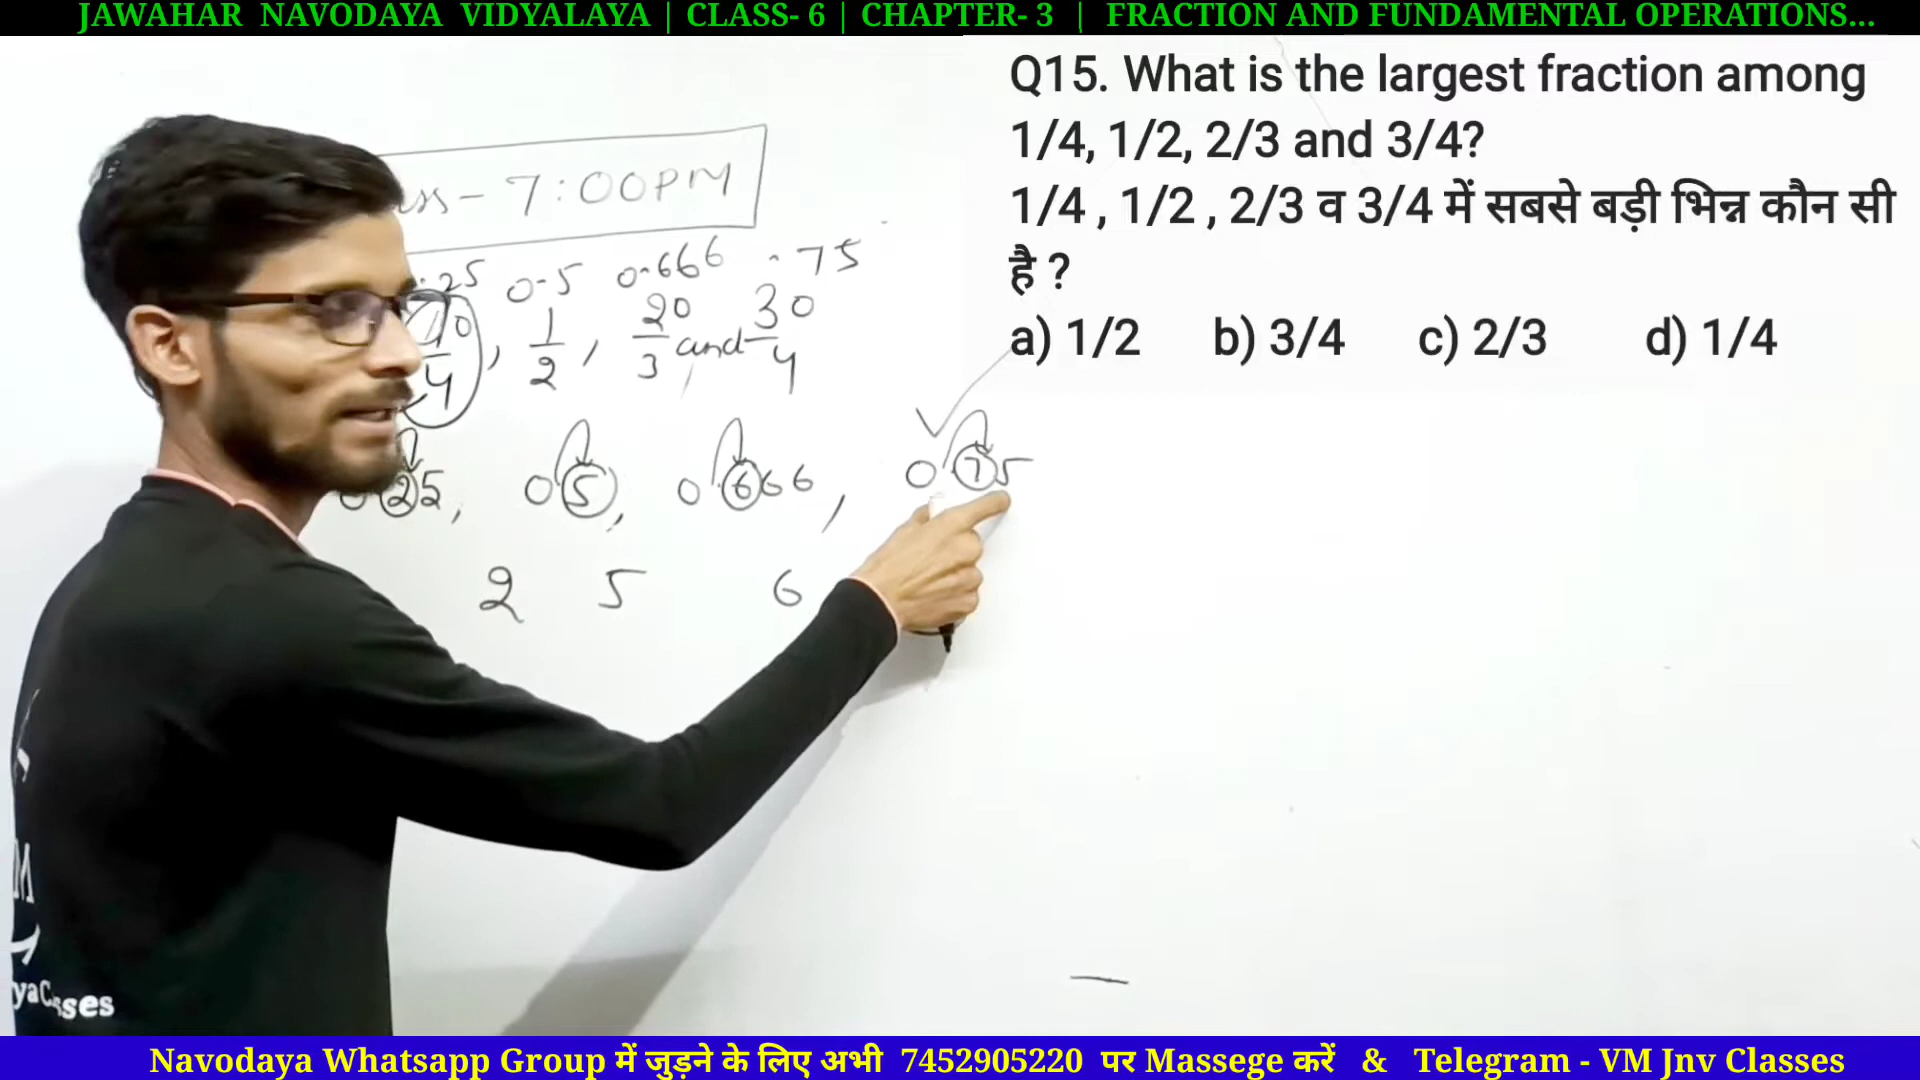 JAWAHAR NAVODAYA VIDYALAYA | CLASS- 6 | CHAPTER- 3 | FRACTION AND FUNDAMENTAL OPERATIONS...
Q15. What is the largest fraction among
1/4, 1/2, 2/3 and 3/4?
1/4 , 1/2 , 2/3 व 3/4 में सबसे बड़ी भिन्न कौन सी
है ?
a) 1/2 b) 3/4 c) 2/3 d) 1/4
- 7:00PM
.25 0.5 0.666 .75
10/4, 1/2, 20/3 and 30/4
0.25, 0.5, 0.666, 0.75
2 5 6
M
yaClasses
Navodaya Whatsapp Group में जुड़ने के लिए अभी 7452905220 पर Massege करें & Telegram - VM Jnv Classes